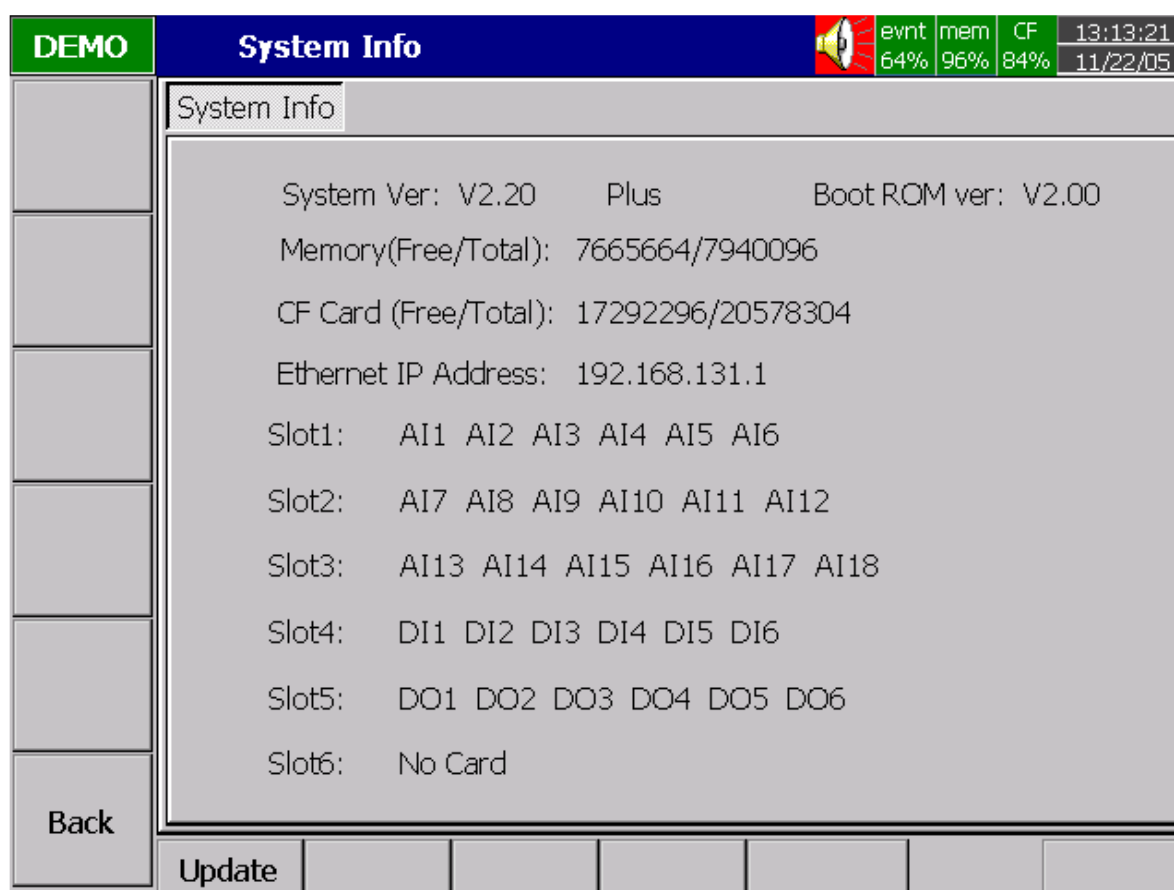 DEMO System Info evnt mem CF 13:13:21
64% 96% 84% 11/22/05
System Info
System Ver: V2.20 Plus Boot ROM ver: V2.00
Memory(Free/Total): 7665664/7940096
CF Card (Free/Total): 17292296/20578304
Ethernet IP Address: 192.168.131.1
Slot1: AI1 AI2 AI3 AI4 AI5 AI6
Slot2: AI7 AI8 AI9 AI10 AI11 AI12
Slot3: AI13 AI14 AI15 AI16 AI17 AI18
Slot4: DI1 DI2 DI3 DI4 DI5 DI6
Slot5: DO1 DO2 DO3 DO4 DO5 DO6
Slot6: No Card
Back
Update